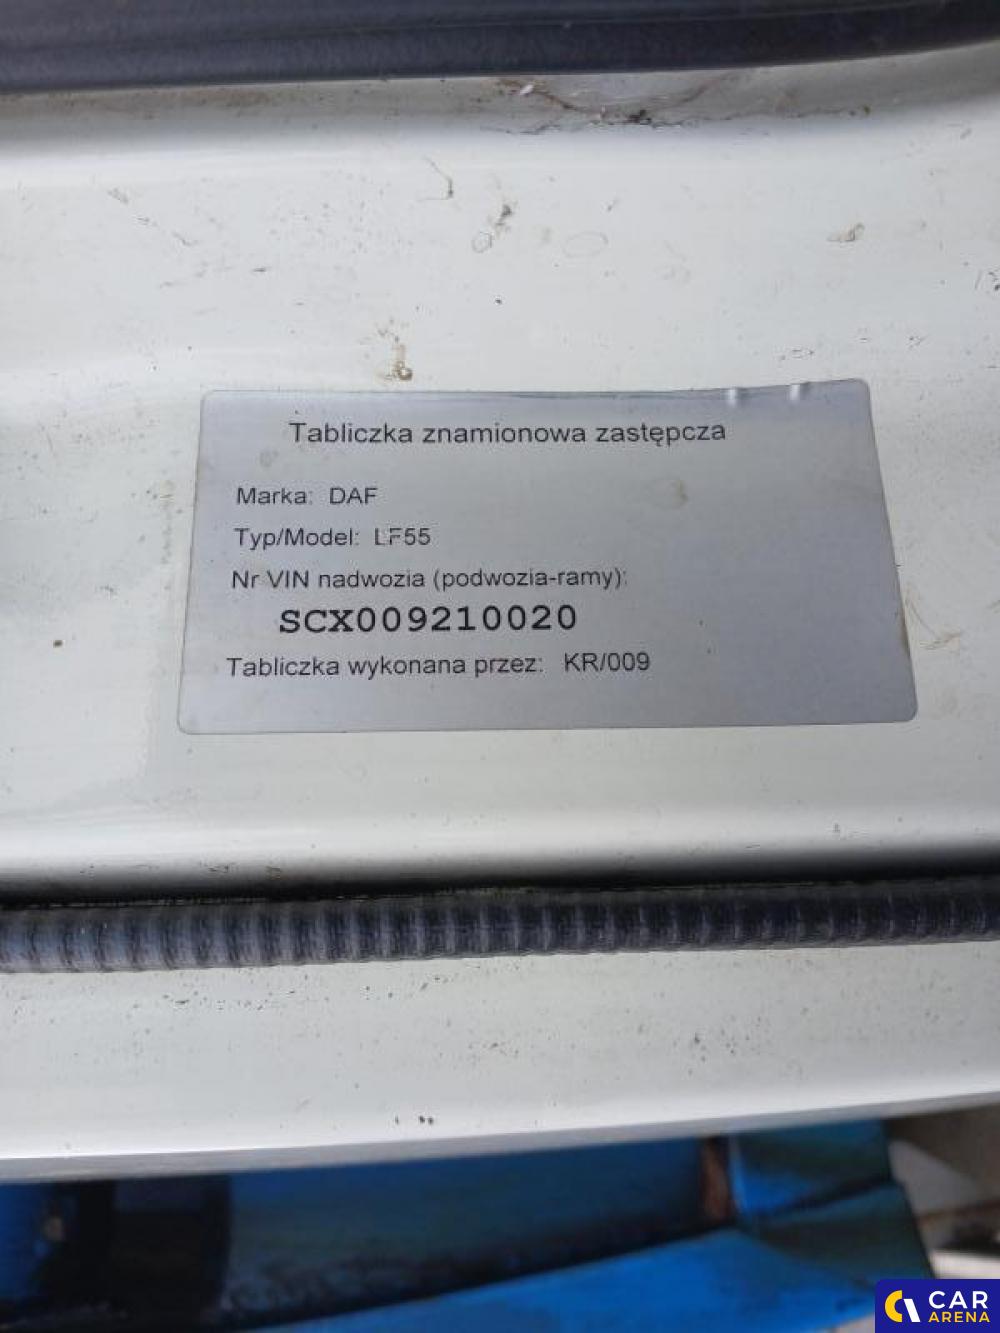 Tabliczka znamionowa zastępcza
Marka: DAF
Typ/Model: LF55
Nr VIN nadwozia (podwozia-ramy):
SCX009210020
Tabliczka wykonana przez: KR/009
CAR
ARENA